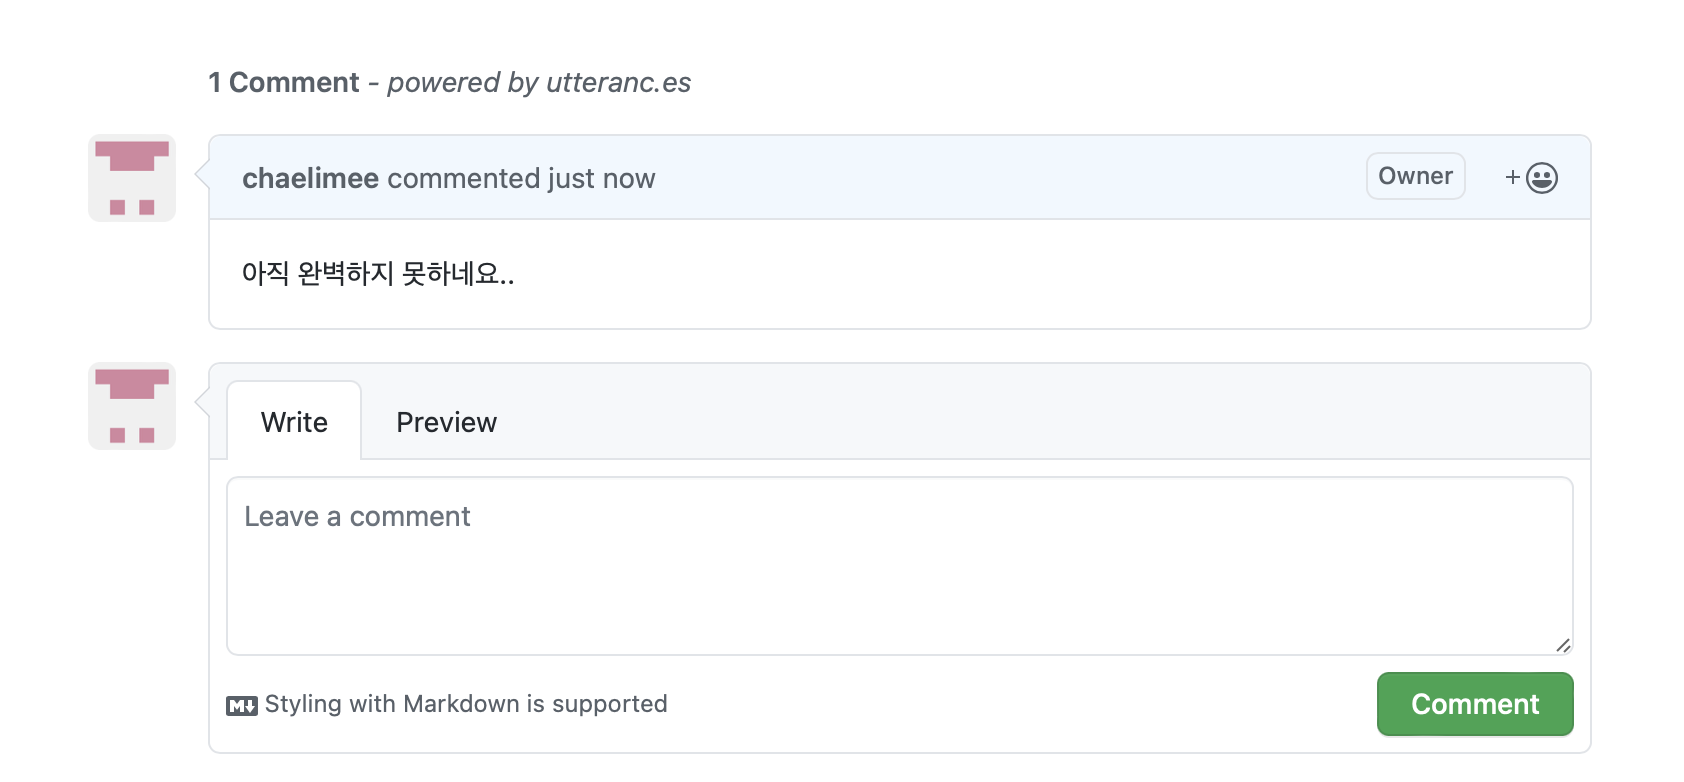 1 Comment - powered by utteranc.es
chaelimee commented just now
Owner
+
아직 완벽하지 못하네요..
Write
Preview
Leave a comment
M↓ Styling with Markdown is supported
Comment